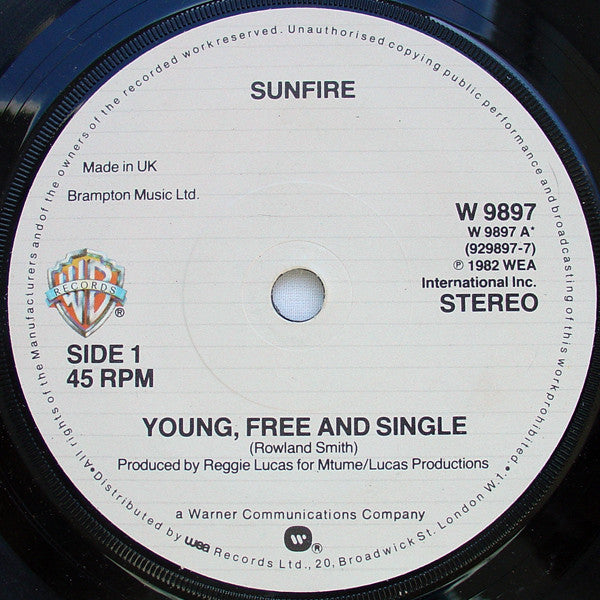 All rights of the Manufacturers and of the owners of the recorded work reserved. Unauthorised copying public performance and broadcasting of this work prohibited.
SUNFIRE
Made in UK
Brampton Music Ltd.
W 9897
W 9897 A*
(929897-7)
℗ 1982 WEA
International Inc.
STEREO
WB
RECORDS
®
SIDE 1
45 RPM
YOUNG, FREE AND SINGLE
(Rowland Smith)
Produced by Reggie Lucas for Mtume/Lucas Productions
a Warner Communications Company
W ®
•Distributed by wea Records Ltd., 20, Broadwick St. London W.1.•